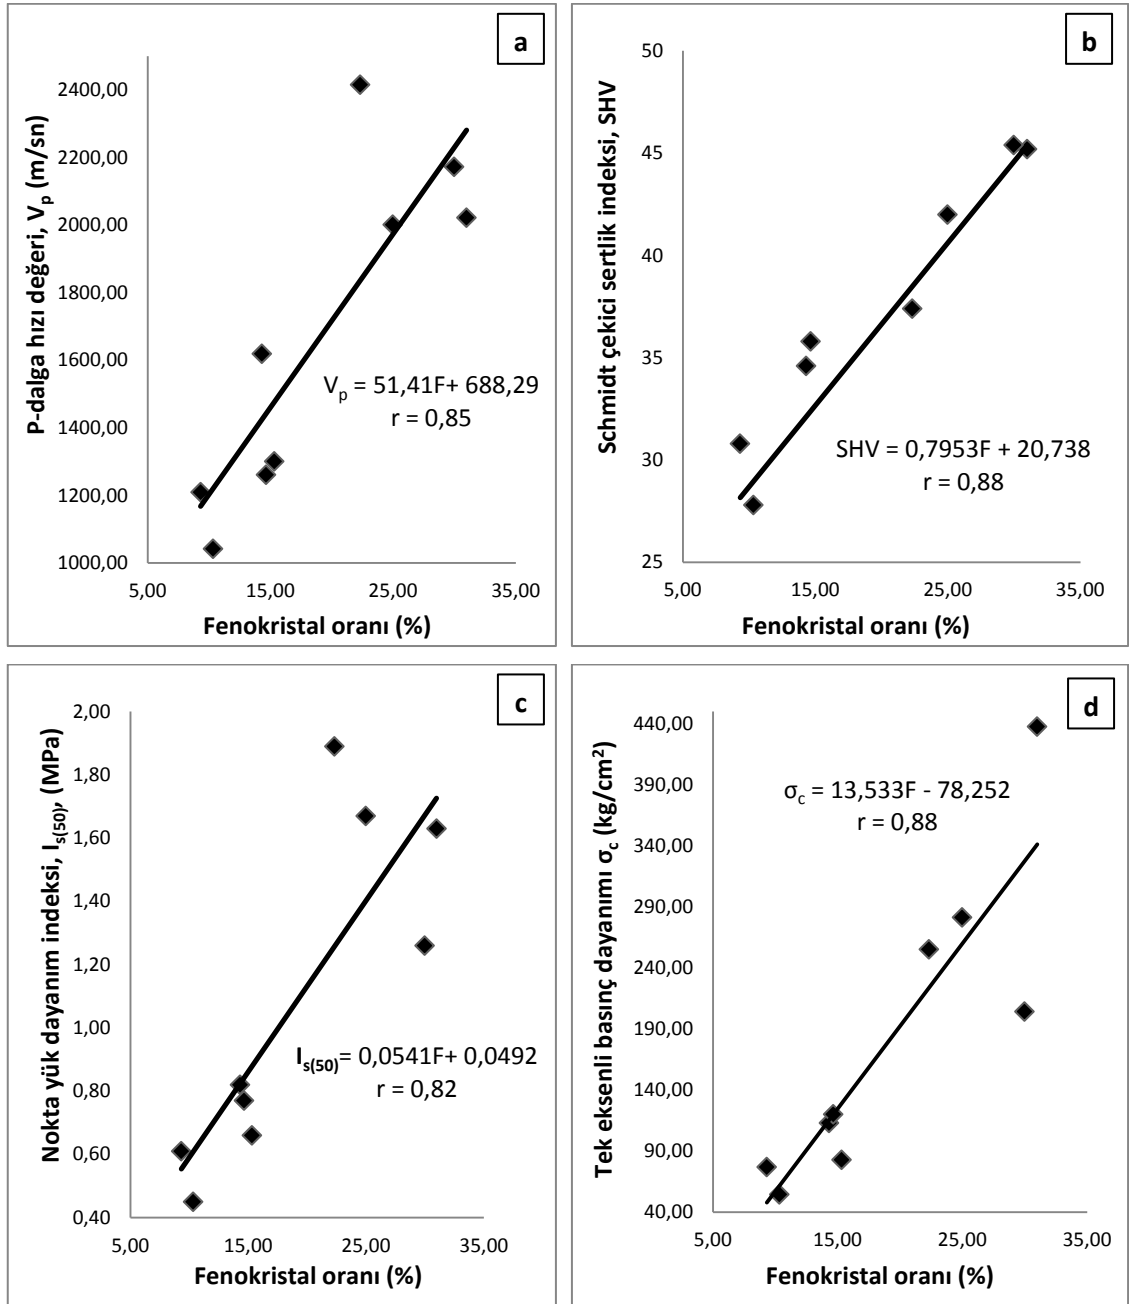 a
P-dalga hızı değeri, Vp (m/sn)
2400,00
2200,00
2000,00
1800,00
1600,00
1400,00
1200,00
1000,00
Vp = 51,41F+ 688,29
r = 0,85
5,00 15,00 25,00 35,00
Fenokristal oranı (%)
b
Schmidt çekici sertlik indeksi, SHV
50
45
40
35
30
25
SHV = 0,7953F + 20,738
r = 0,88
5,00 15,00 25,00 35,00
Fenokristal oranı (%)
c
Nokta yük dayanım indeksi, Is(50), (MPa)
2,00
1,80
1,60
1,40
1,20
1,00
0,80
0,60
0,40
Is(50)= 0,0541F+ 0,0492
r = 0,82
5,00 15,00 25,00 35,00
Fenokristal oranı (%)
d
Tek eksenli basınç dayanımı σc (kg/cm²)
440,00
390,00
340,00
290,00
240,00
190,00
140,00
90,00
40,00
σc = 13,533F - 78,252
r = 0,88
5,00 15,00 25,00 35,00
Fenokristal oranı (%)